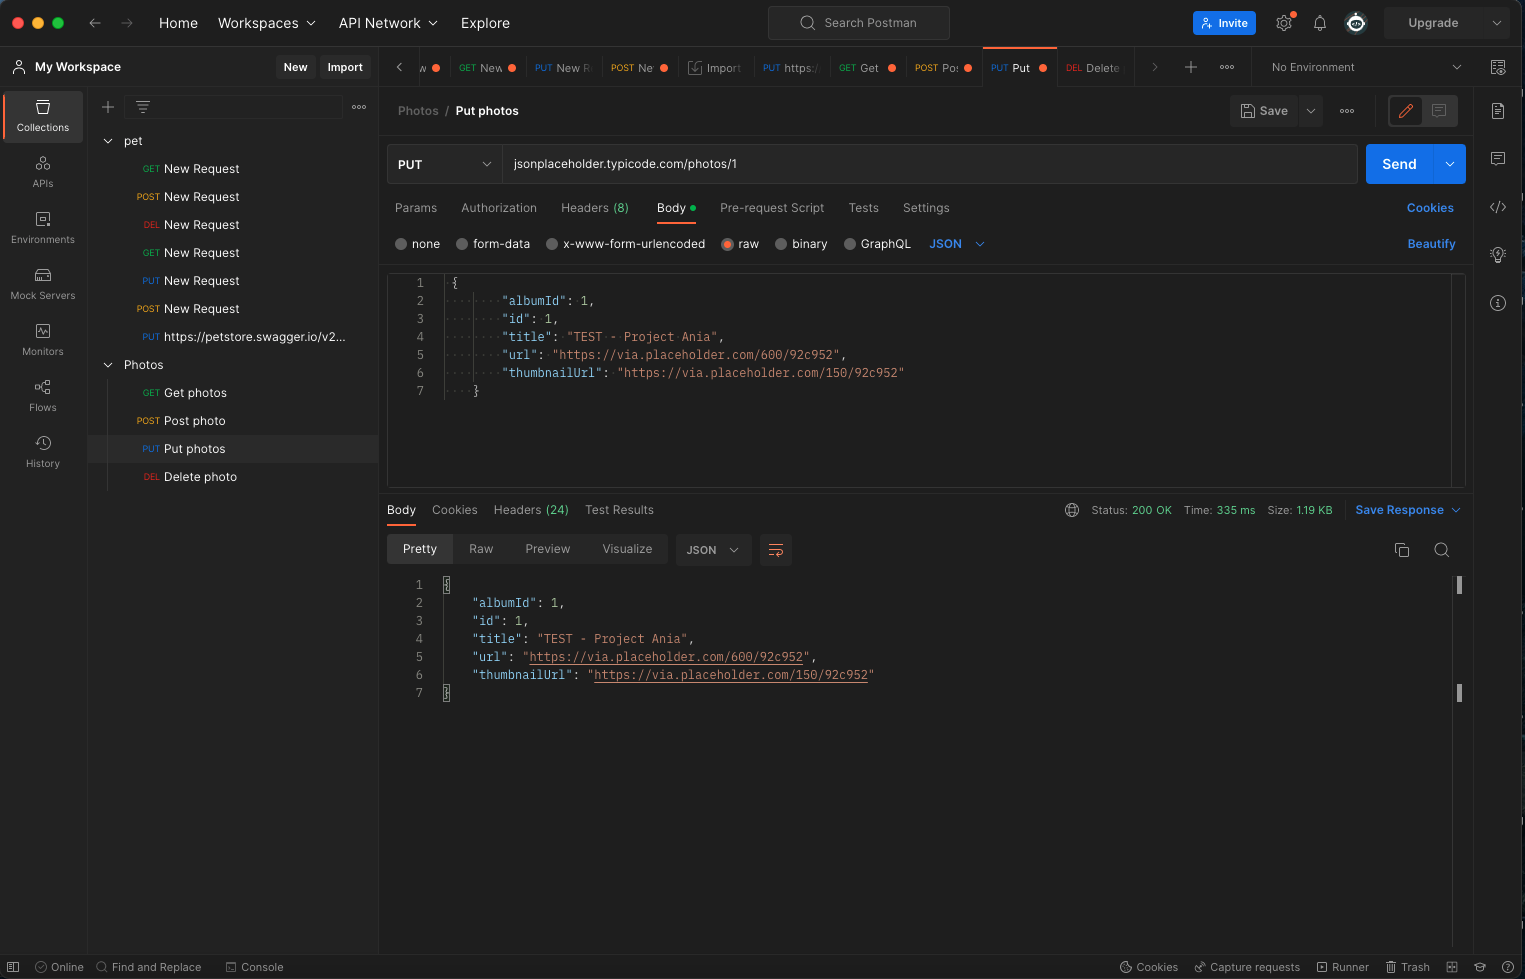 Home Workspaces API Network Explore Search Postman Invite Upgrade
My Workspace New Import
w GET New PUT New R POST Ne Import PUT https:/ GET Get POST Po PUT Put DEL Delete No Environment
Collections
APIs
Environments
Mock Servers
Monitors
Flows
History
pet
GET New Request
POST New Request
DEL New Request
GET New Request
PUT New Request
POST New Request
PUT https://petstore.swagger.io/v2...
Photos
GET Get photos
POST Post photo
PUT Put photos
DEL Delete photo
Photos / Put photos Save
PUT jsonplaceholder.typicode.com/photos/1 Send
Params Authorization Headers (8) Body Pre-request Script Tests Settings Cookies
none form-data x-www-form-urlencoded raw binary GraphQL JSON Beautify
1 {
2 "albumId": 1,
3 "id": 1,
4 "title": "TEST - Project Ania",
5 "url": "https://via.placeholder.com/600/92c952",
6 "thumbnailUrl": "https://via.placeholder.com/150/92c952"
7 }
Body Cookies Headers (24) Test Results Status: 200 OK Time: 335 ms Size: 1.19 KB Save Response
Pretty Raw Preview Visualize JSON
1 {
2 "albumId": 1,
3 "id": 1,
4 "title": "TEST - Project Ania",
5 "url": "https://via.placeholder.com/600/92c952",
6 "thumbnailUrl": "https://via.placeholder.com/150/92c952"
7 }
Online Find and Replace Console Cookies Capture requests Runner Trash